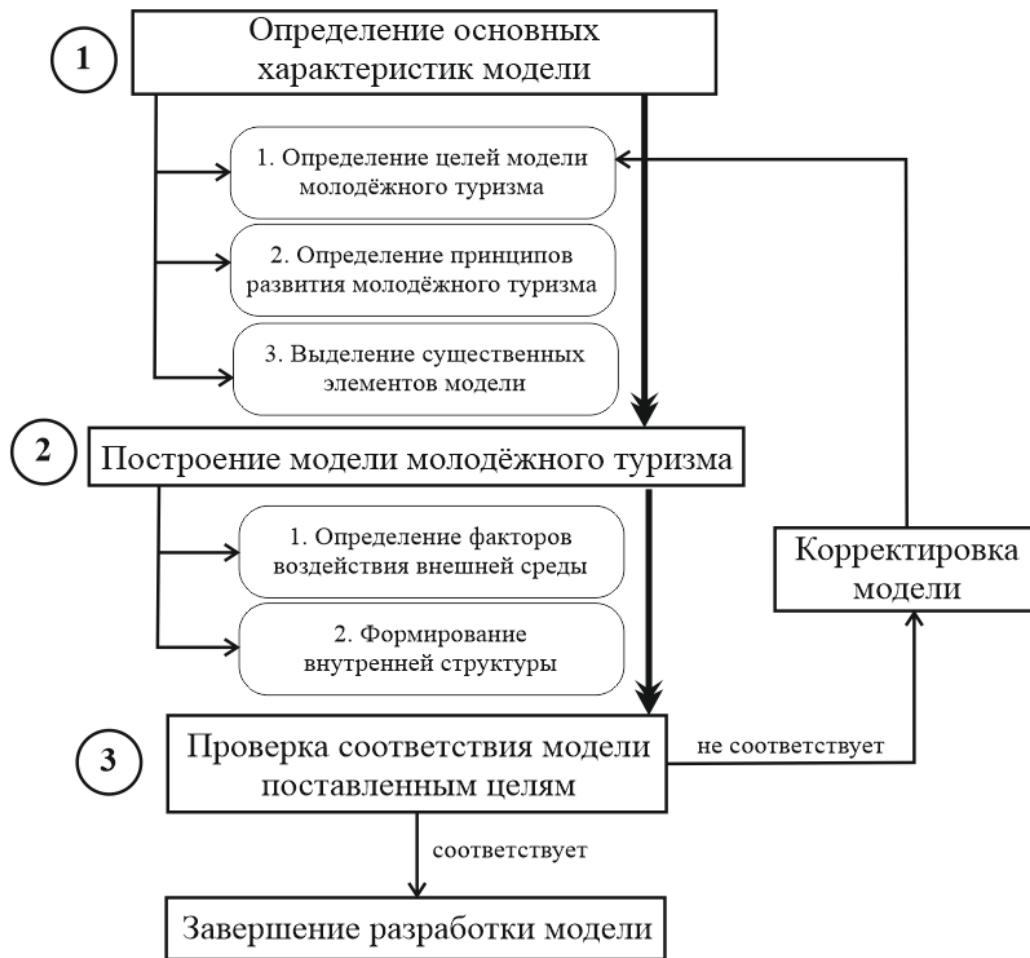 1
Определение основных
характеристик модели
1. Определение целей модели
молодёжного туризма
2. Определение принципов
развития молодёжного туризма
3. Выделение существенных
элементов модели
2
Построение модели молодёжного туризма
1. Определение факторов
воздействия внешней среды
2. Формирование
внутренней структуры
Корректировка
модели
3
Проверка соответствия модели
поставленным целям
не соответствует
соответствует
Завершение разработки модели